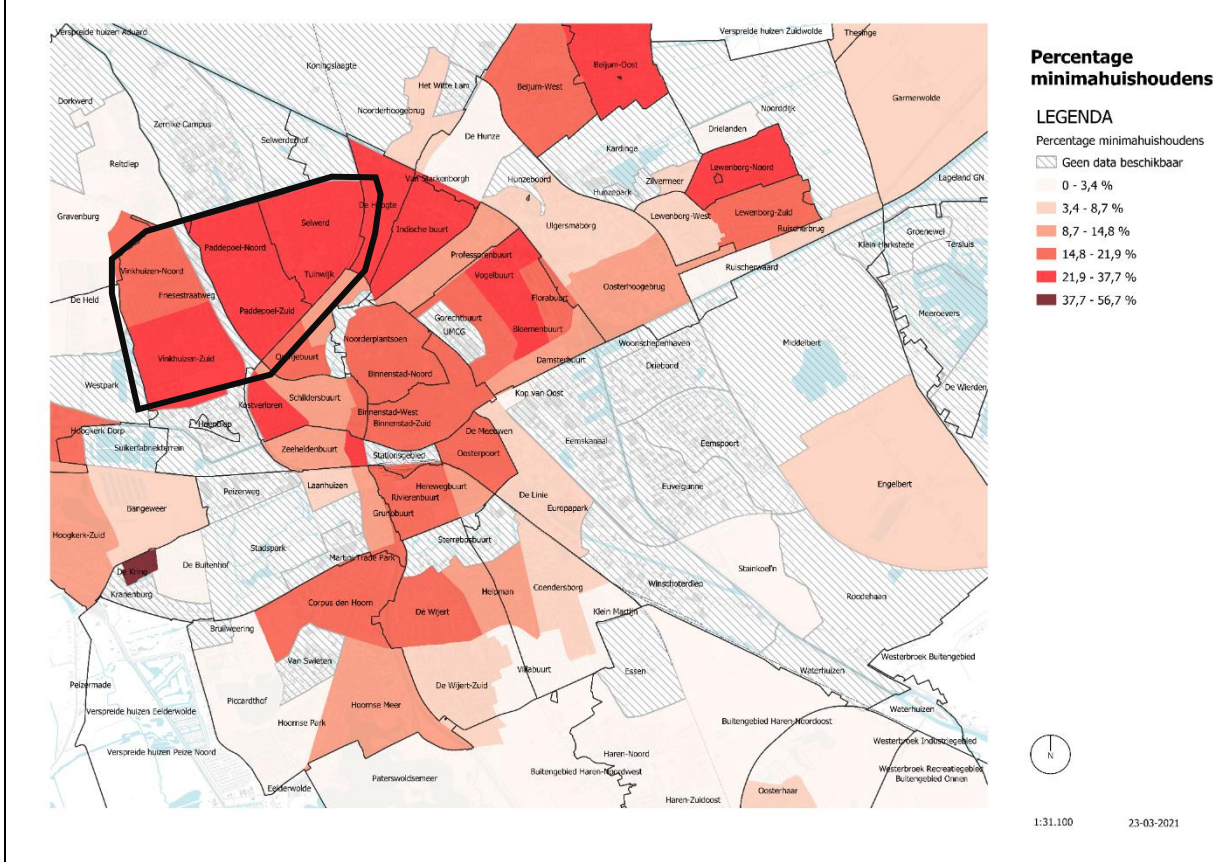 Verspreide huizen Aduard
Koningslaagte
Verspreide huizen Zuidwolde
Thesinge
Dorkwerd
Zernike Campus
Selwerderhof
Het Witte Lam
Noorderhoogebrug
Beijum-West
Beijum-Oost
Garmerwolde
Noorddijk
De Hunze
Drielanden
Reitdiep
Kardinge
Van Starkenborgh
Hunzeboord
Hunzepark
Zilvermeer
Lewenborg-Noord
Lageland GN
Gravenburg
De Hoogte
Selwerd
Indische buurt
Ulgersmaborg
Lewenborg-West
Lewenborg-Zuid
Ruischerbrug
Groenewei
Klein Harkstede
Tersluis
Paddepoel-Noord
Professorenbuurt
Vinkhuizen-Noord
Tuinwijk
Vogelbuurt
Ruischerwaard
De Held
Friesestraatweg
Florabuurt
Oosterhoogebrug
Paddepoel-Zuid
Gorechtbuurt
UMCG
Bloemenbuurt
Meeroevers
Noorderplantsoen
Woonschepenhaven
Middelbert
Vinkhuizen-Zuid
Oranjebuurt
Damsterbuurt
Driebond
Westpark
Binnenstad-Noord
De Wierden
Kop van Oost
Kostverloren
Schildersbuurt
Binnenstad-West
Binnenstad-Zuid
Hoogkerk Dorp
Hoendiep
De Meeuwen
Suikerfabriekterrein
Zeeheldenbuurt
Stationsgebied
Oosterpoort
Eemskanaal
Eemspoort
Peizerweg
Laanhuizen
Herewegbuurt
Rivierenbuurt
De Linie
Euvelgunne
Engelbert
Bangeweer
Grunobuurt
Europapark
Hoogkerk-Zuid
Stadspark
Sterrebosbuurt
Martini Trade Park
De Kring
De Buitenhof
Stainkoel'n
Kranenburg
Corpus den Hoorn
De Wijert
Helpman
Coendersborg
Winschoterdiep
Roodehaan
Klein Martijn
Bruilweering
Van Swieten
Villabuurt
Essen
Waterhuizen
Westerbroek Buitengebied
Peizermade
De Wijert-Zuid
Piccardthof
Hoornse Meer
Waterhuizen
Verspreide huizen Eelderwolde
Hoornse Park
Buitengebied Haren-Noordoost
Westerbroek Industriegebied
Verspreide huizen Peize Noord
Haren-Noord
Buitengebied Haren-Noordwest
Westerbroek Recreatiegebied
Buitengebied Onnen
Paterswoldsemeer
Eelderwolde
Oosterhaar
Haren-Zuidoost
Percentage
minimahuishoudens
LEGENDA
Percentage minimahuishoudens
Geen data beschikbaar
0 - 3,4 %
3,4 - 8,7 %
8,7 - 14,8 %
14,8 - 21,9 %
21,9 - 37,7 %
37,7 - 56,7 %
N
1:31.100 23-03-2021